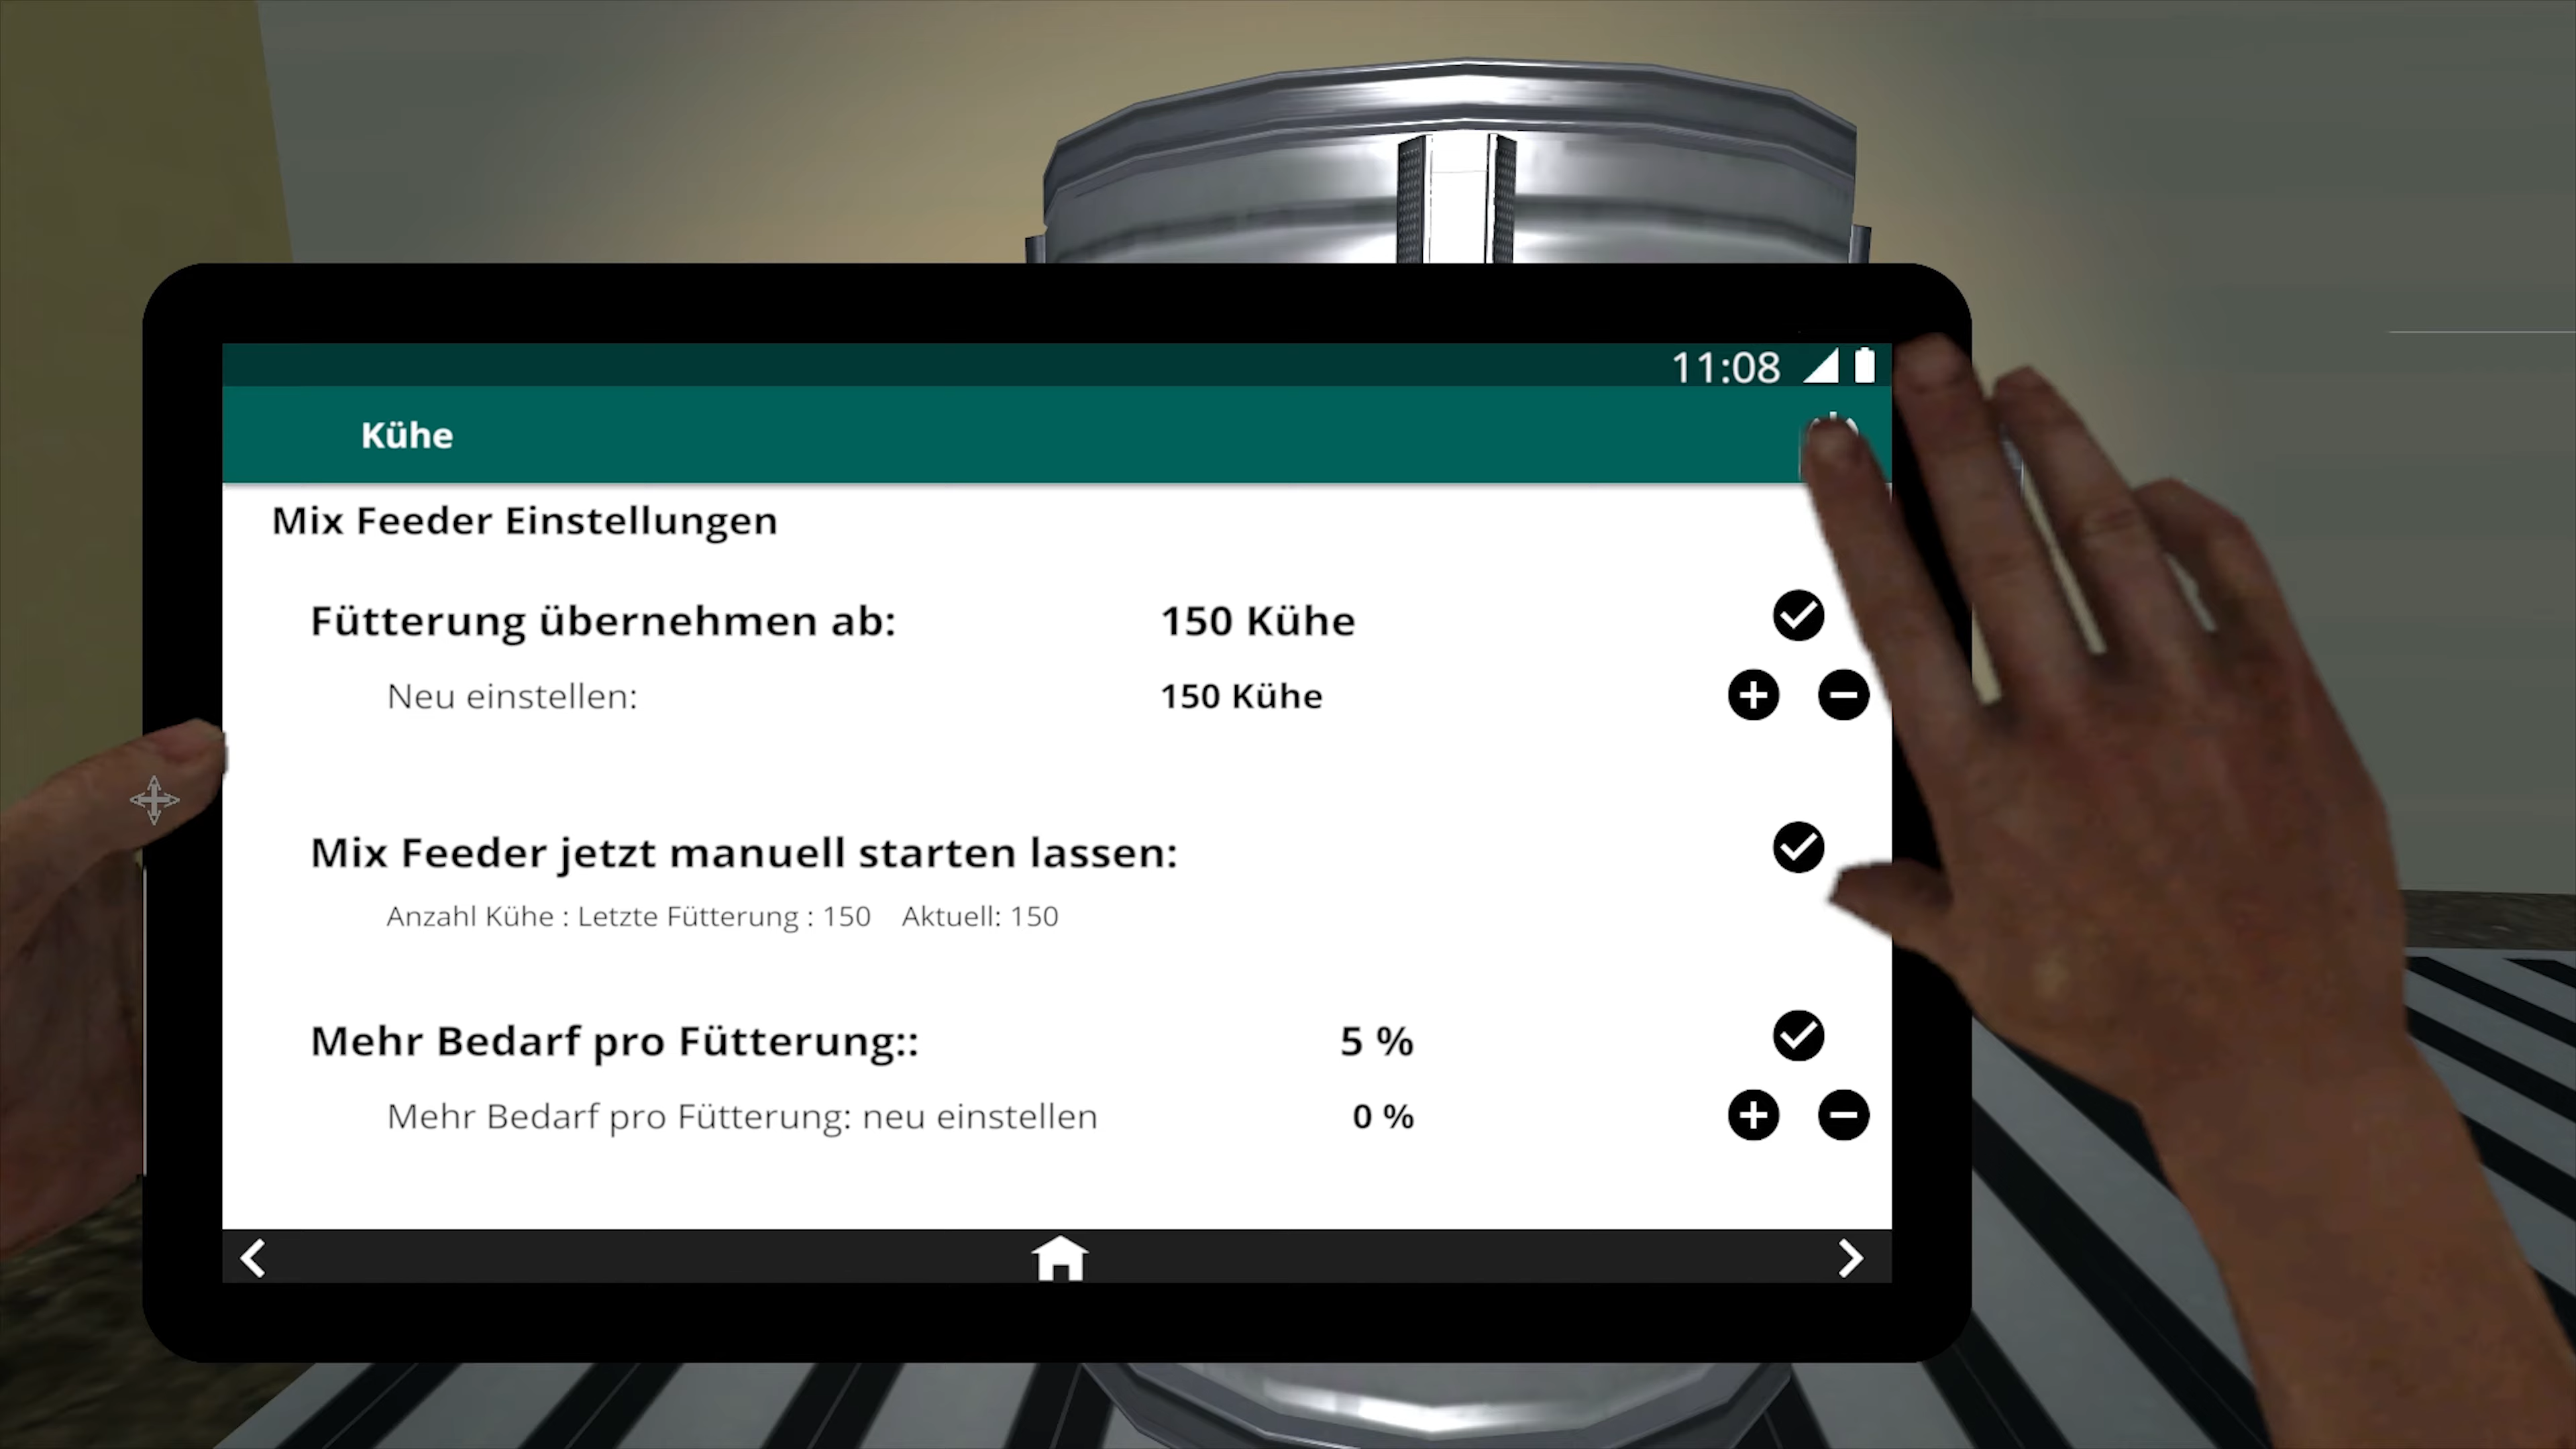 11:08
Kühe
Mix Feeder Einstellungen
Fütterung übernehmen ab: 150 Kühe
Neu einstellen: 150 Kühe
Mix Feeder jetzt manuell starten lassen:
Anzahl Kühe : Letzte Fütterung : 150 Aktuell: 150
Mehr Bedarf pro Fütterung:: 5 %
Mehr Bedarf pro Fütterung: neu einstellen 0 %